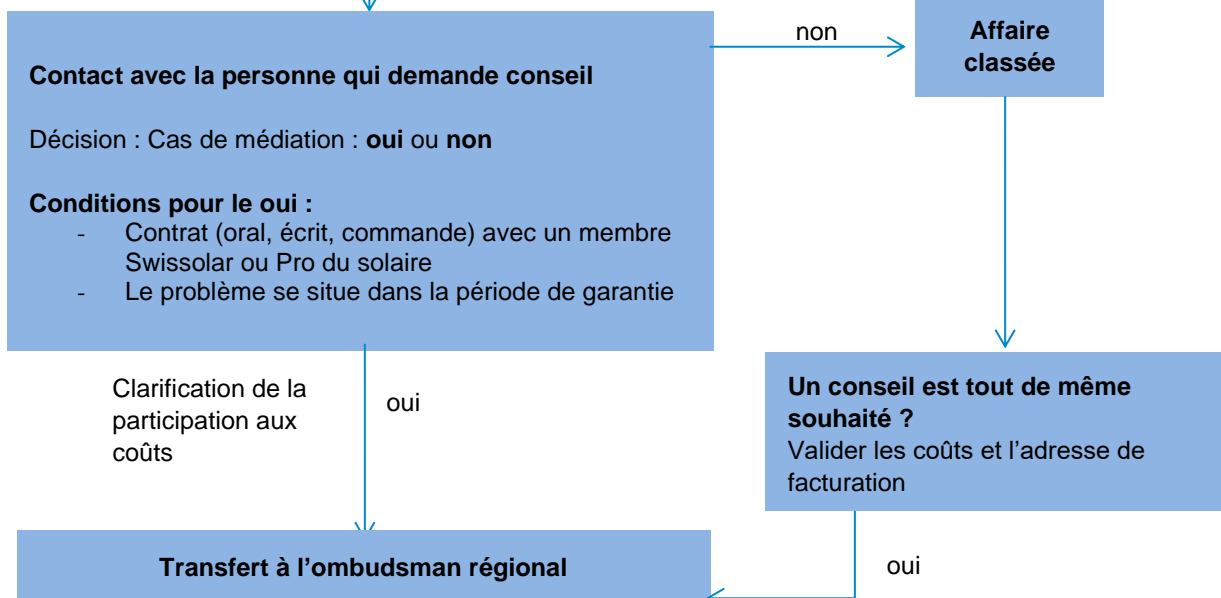 Contact avec la personne qui demande conseil
Décision : Cas de médiation : oui ou non
Conditions pour le oui :
- Contrat (oral, écrit, commande) avec un membre
Swissolar ou Pro du solaire
- Le problème se situe dans la période de garantie
non
Affaire
classée
Clarification de la
participation aux
coûts
oui
Un conseil est tout de même
souhaité ?
Valider les coûts et l’adresse de
facturation
oui
Transfert à l’ombudsman régional